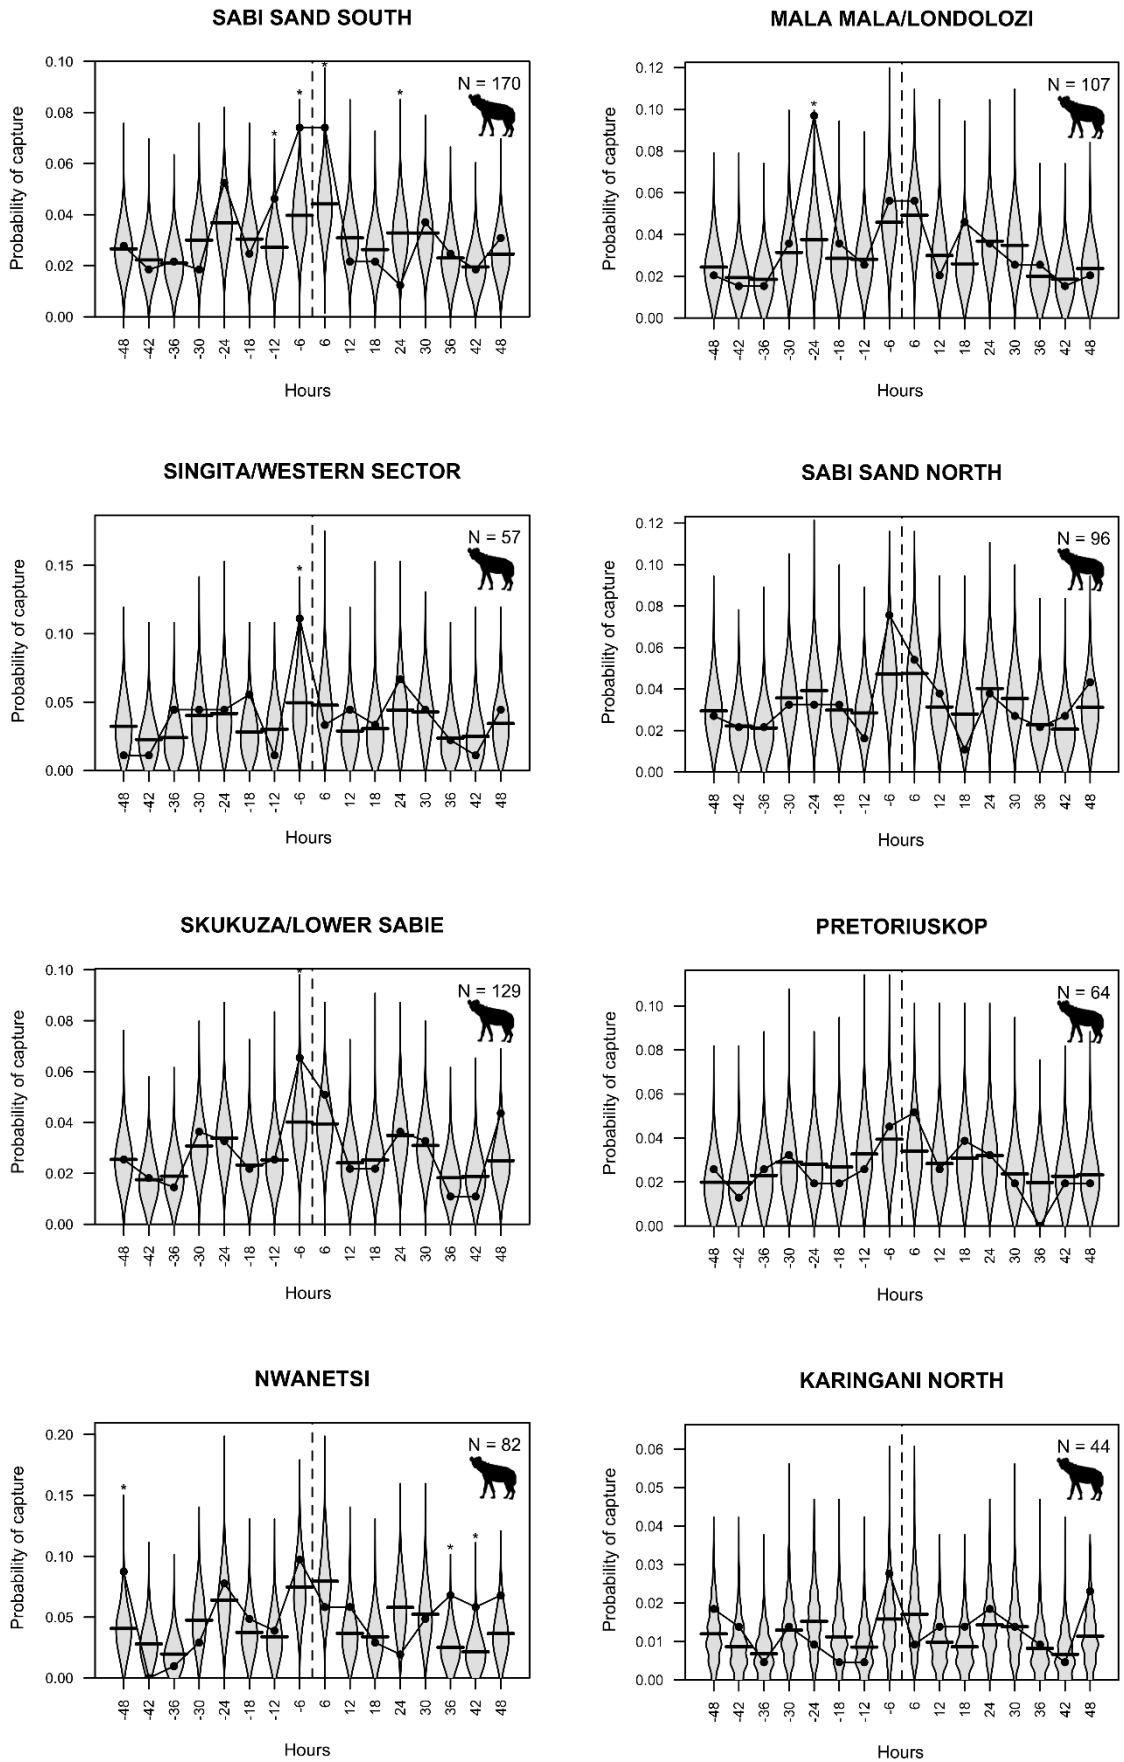 SABI SAND SOUTH
Probability of capture
0.10
0.08
0.06
0.04
0.02
0.00
N = 170
* * * * *
-48 -42 -36 -30 -24 -18 -12 -6 6 12 18 24 30 36 42 48
Hours
MALA MALA/LONDOLOZI
Probability of capture
0.12
0.10
0.08
0.06
0.04
0.02
0.00
N = 107
*
-48 -42 -36 -30 -24 -18 -12 -6 6 12 18 24 30 36 42 48
Hours
SINGITA/WESTERN SECTOR
Probability of capture
0.15
0.10
0.05
0.00
N = 57
*
-48 -42 -36 -30 -24 -18 -12 -6 6 12 18 24 30 36 42 48
Hours
SABI SAND NORTH
Probability of capture
0.12
0.10
0.08
0.06
0.04
0.02
0.00
N = 96
-48 -42 -36 -30 -24 -18 -12 -6 6 12 18 24 30 36 42 48
Hours
SKUKUZA/LOWER SABIE
Probability of capture
0.10
0.08
0.06
0.04
0.02
0.00
N = 129
*
-48 -42 -36 -30 -24 -18 -12 -6 6 12 18 24 30 36 42 48
Hours
PRETORIUSKOP
Probability of capture
0.10
0.08
0.06
0.04
0.02
0.00
N = 64
-48 -42 -36 -30 -24 -18 -12 -6 6 12 18 24 30 36 42 48
Hours
NWANETSI
Probability of capture
0.20
0.15
0.10
0.05
0.00
N = 82
* * *
-48 -42 -36 -30 -24 -18 -12 -6 6 12 18 24 30 36 42 48
Hours
KARINGANI NORTH
Probability of capture
0.06
0.05
0.04
0.03
0.02
0.01
0.00
N = 44
-48 -42 -36 -30 -24 -18 -12 -6 6 12 18 24 30 36 42 48
Hours